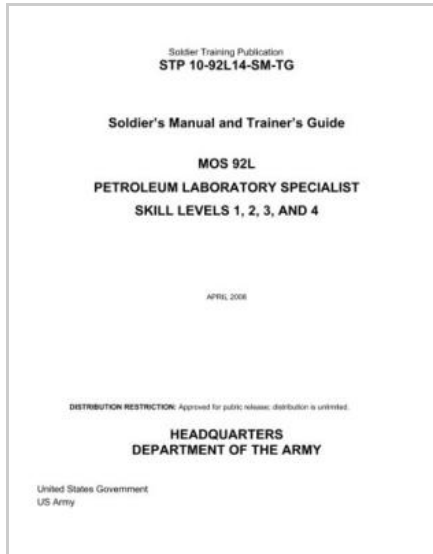 Soldier Training Publication
STP 10-92L14-SM-TG
Soldier's Manual and Trainer's Guide
MOS 92L
PETROLEUM LABORATORY SPECIALIST
SKILL LEVELS 1, 2, 3, AND 4
APRIL 2008
DISTRIBUTION RESTRICTION: Approved for public release; distribution is unlimited.
HEADQUARTERS
DEPARTMENT OF THE ARMY
United States Government
US Army